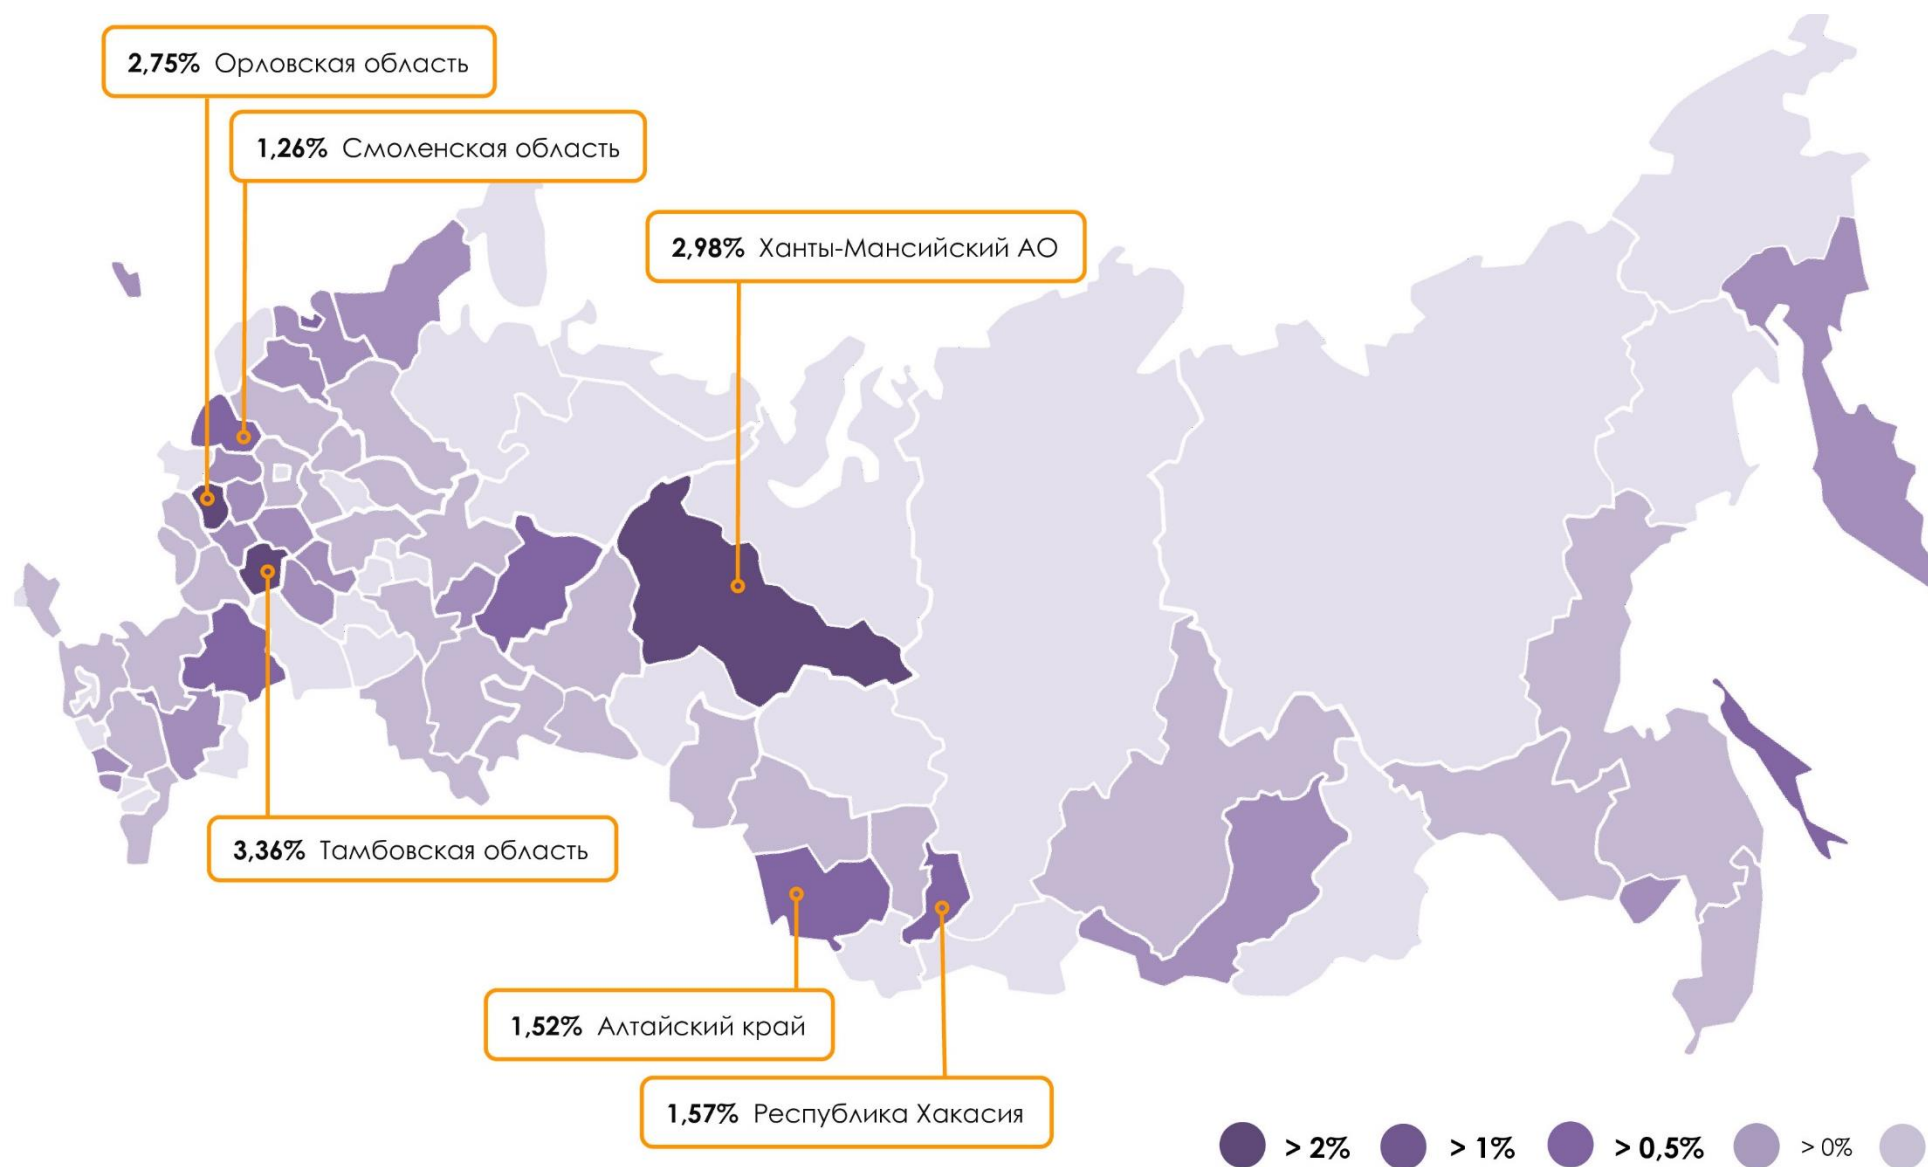 2,75% Орловская область
1,26% Смоленская область
2,98% Ханты-Мансийский АО
3,36% Тамбовская область
1,52% Алтайский край
1,57% Республика Хакасия
> 2% > 1% > 0,5% > 0%